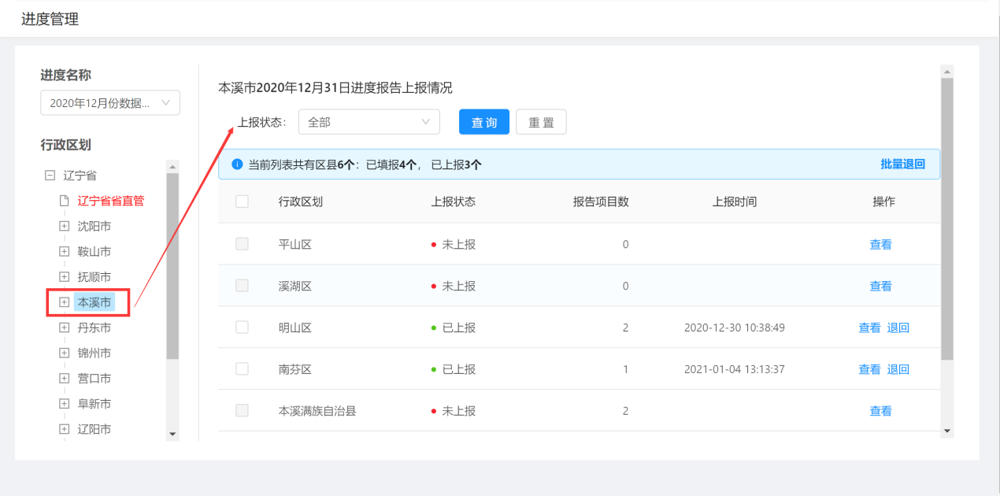 进度管理
进度名称
2020年12月份数据...
行政区划
辽宁省
辽宁省省直管
沈阳市
鞍山市
抚顺市
本溪市
丹东市
锦州市
营口市
阜新市
辽阳市
本溪市2020年12月31日进度报告上报情况
上报状态: 全部 查 询 重 置
当前列表共有区县6个: 已填报4个, 已上报3个 批量退回
行政区划 上报状态 报告项目数 上报时间 操作
平山区 未上报 0 查看
溪湖区 未上报 0 查看
明山区 已上报 2 2020-12-30 10:38:49 查看 退回
南芬区 已上报 1 2021-01-04 13:13:37 查看 退回
本溪满族自治县 未上报 2 查看